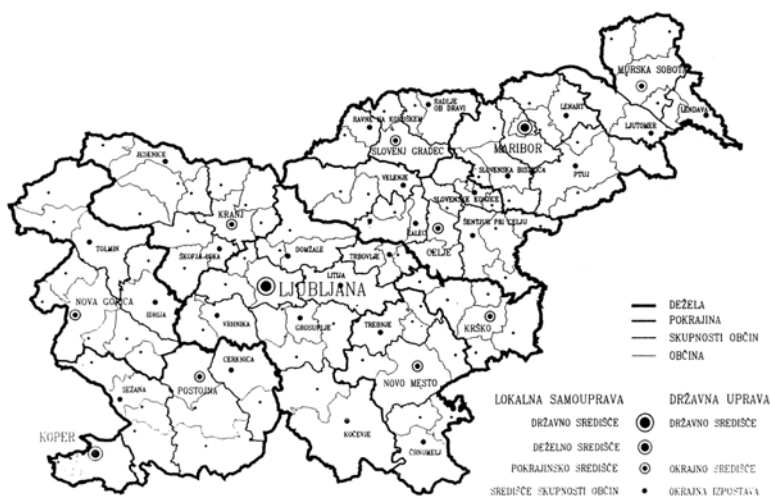 MURSKA SOBOTA
RADLJE
OB DRAVI
LENART
LENDAVA
RAVNE NA KOROŠKEM
LJUTOMER
SLOVENJ GRADEC
MARIBOR
JESENICE
SLOVENSKA BISTRICA
PTUJ
VELENJE
SLOVENSKE KONJICE
KRANJ
ŠENTJUR PRI CELJU
ŽALEC
TOLMIN
ŠKOFJA LOKA
DOMŽALE
TRBOVLJE
CELJE
LITIJA
LJUBLJANA
NOVA GORICA
IDRIJA
VRHNIKA
GROSUPLJE
TREBNJE
KRŠKO
CERKNICA
POSTOJNA
NOVO MESTO
SEŽANA
KOPER
KOČEVJE
ČRNOMELJ
DEŽELA
POKRAJINA
SKUPNOSTI OBČIN
OBČINA
LOKALNA SAMOUPRAVA DRŽAVNA UPRAVA
DRŽAVNO SREDIŠČE DRŽAVNO SREDIŠČE
DEŽELNO SREDIŠČE
POKRAJINSKO SREDIŠČE OKRAJNO SREDIŠČE
SREDIŠČE SKUPNOSTI OBČIN OKRAJNA IZPOSTAVA